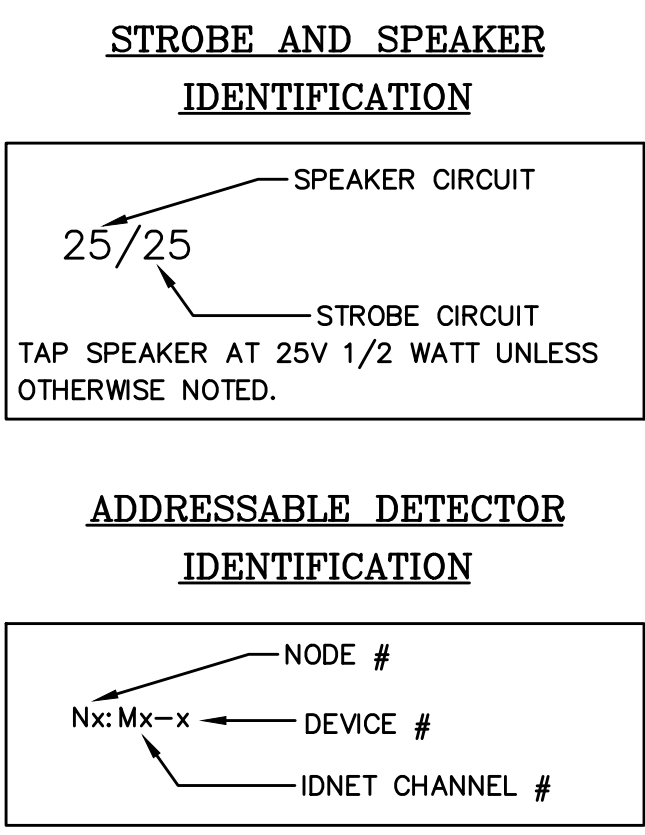 STROBE AND SPEAKER
IDENTIFICATION
SPEAKER CIRCUIT
25/25
STROBE CIRCUIT
TAP SPEAKER AT 25V 1/2 WATT UNLESS
OTHERWISE NOTED.
ADDRESSABLE DETECTOR
IDENTIFICATION
NODE #
Nx:Mx-x
DEVICE #
IDNET CHANNEL #